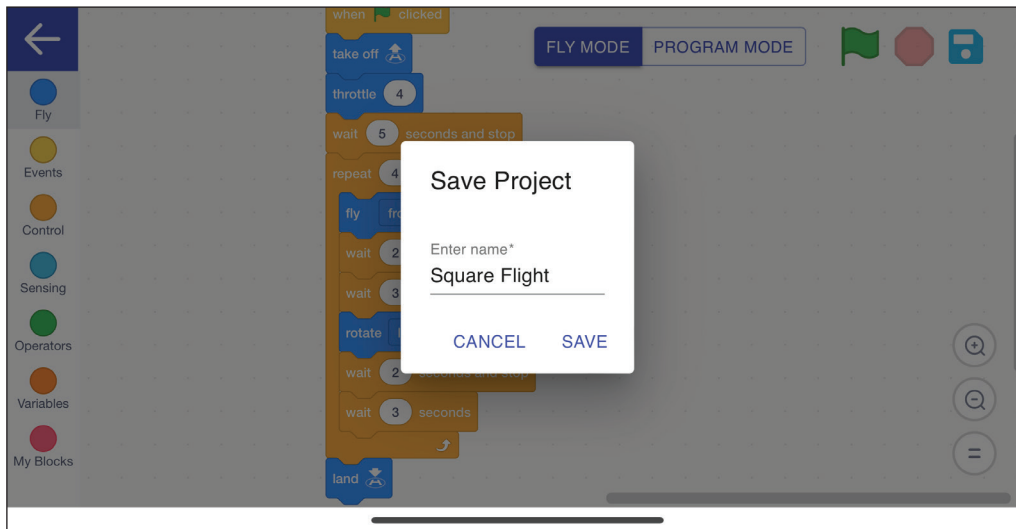 when clicked
take off
FLY MODE PROGRAM MODE
throttle 4
Fly
wait 5 seconds and stop
Events
repeat 4
Save Project
fly
Control
Enter name*
wait 2
Square Flight
Sensing
wait 3
rotate
Operators
CANCEL SAVE
wait 2 seconds and stop
Variables
wait 3 seconds
My Blocks
land
=